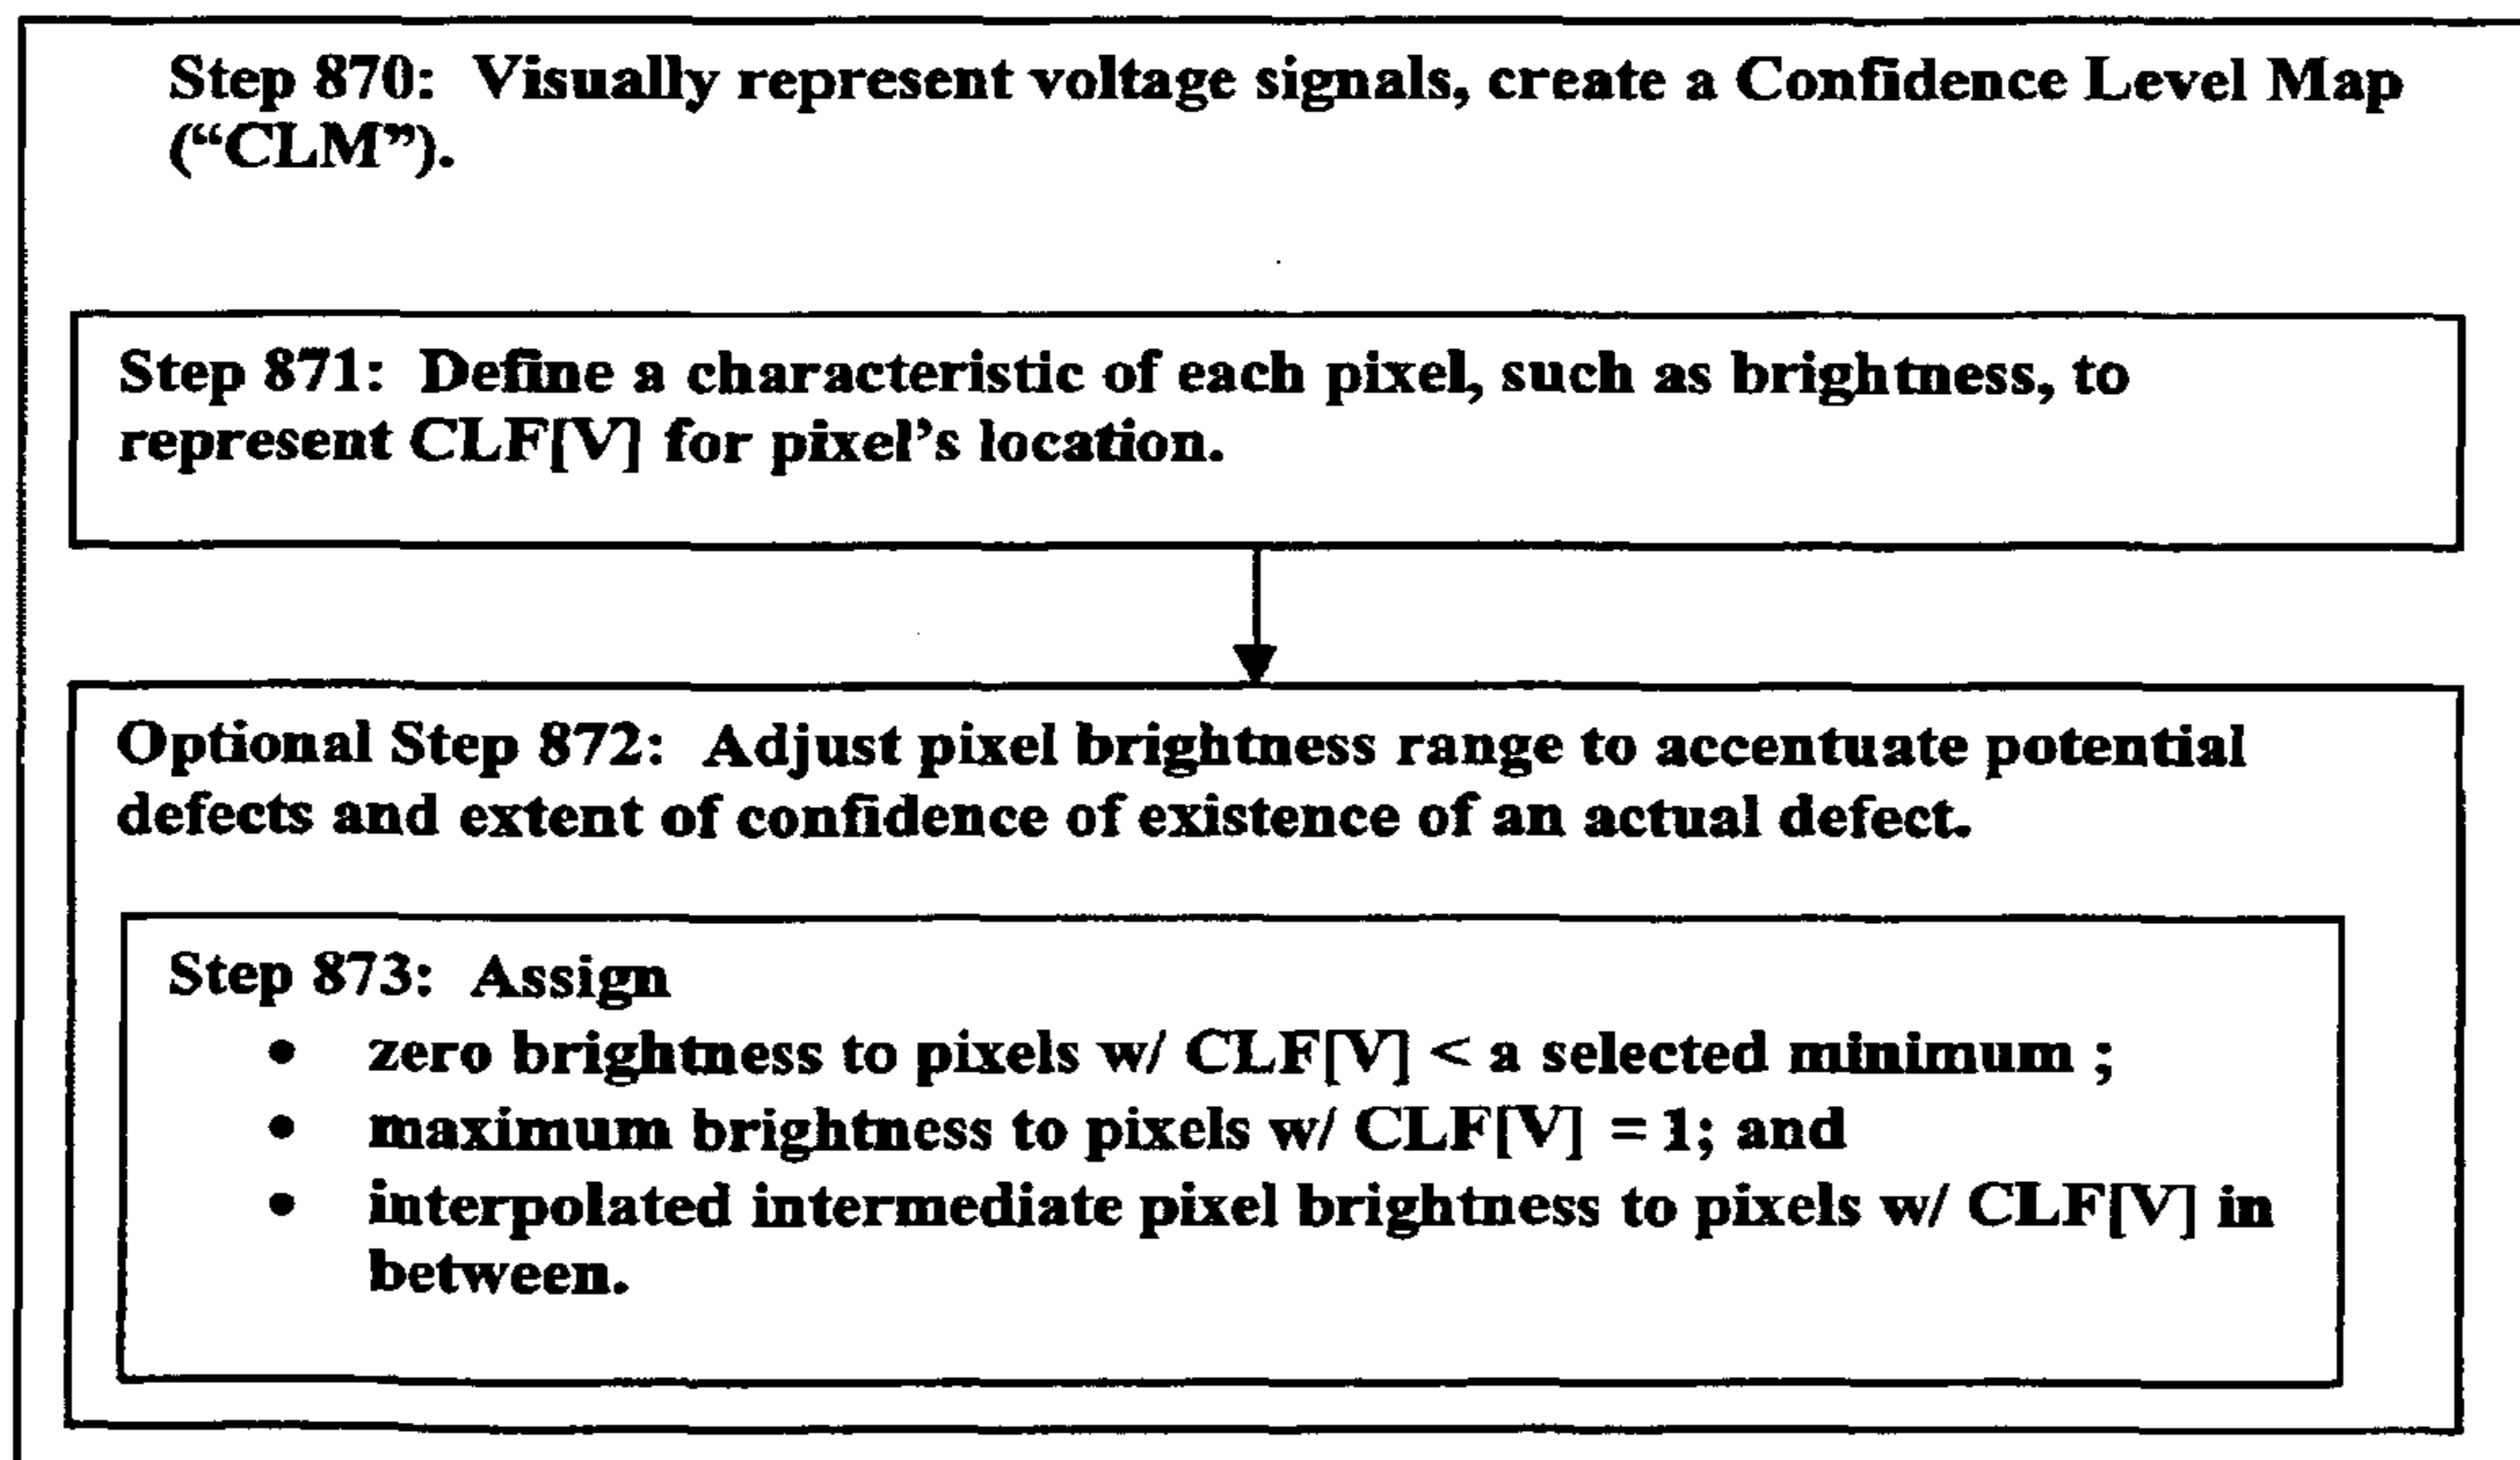 Step 870: Visually represent voltage signals, create a Confidence Level Map
(“CLM”).
Step 871: Define a characteristic of each pixel, such as brightness, to
represent CLF[V] for pixel’s location.
Optional Step 872: Adjust pixel brightness range to accentuate potential
defects and extent of confidence of existence of an actual defect.
Step 873: Assign
• zero brightness to pixels w/ CLF[V] < a selected minimum ;
• maximum brightness to pixels w/ CLF[V] = 1; and
• interpolated intermediate pixel brightness to pixels w/ CLF[V] in
between.